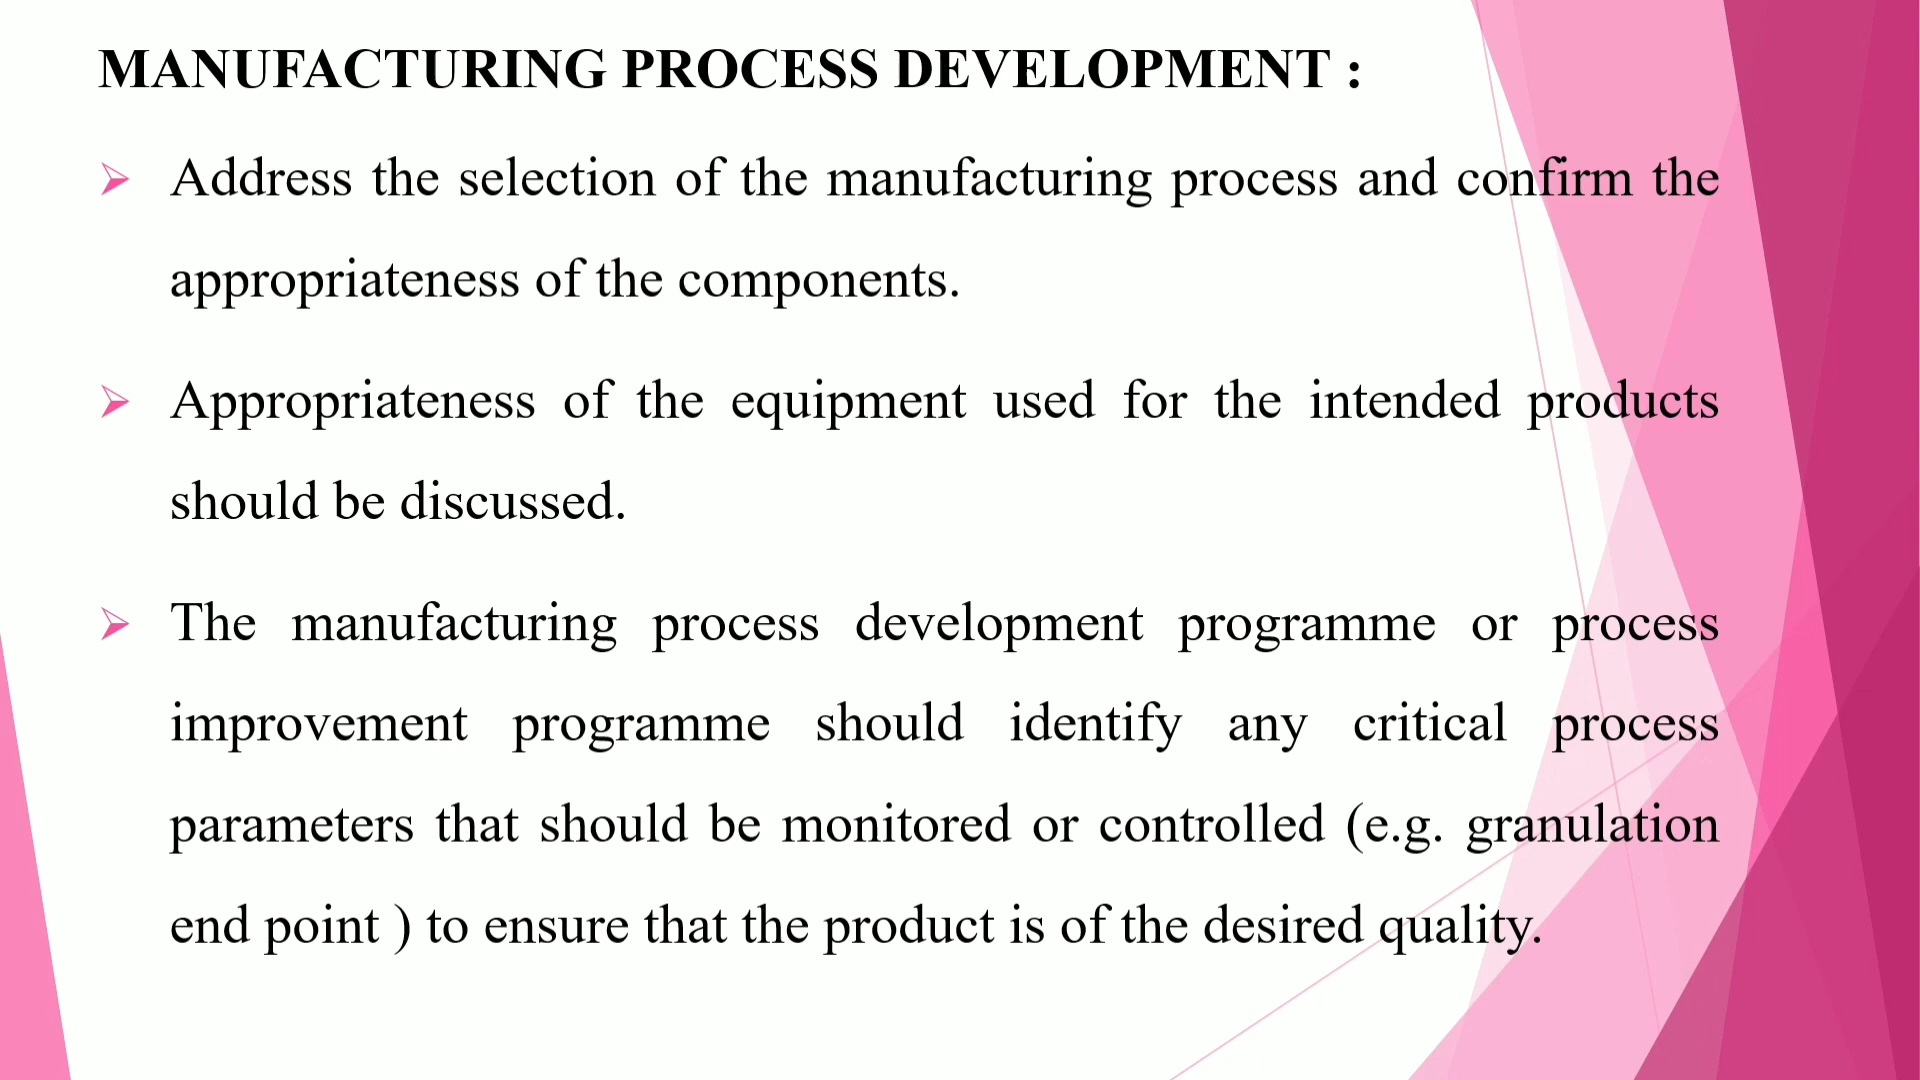 MANUFACTURING PROCESS DEVELOPMENT :
Address the selection of the manufacturing process and confirm the
appropriateness of the components.
Appropriateness of the equipment used for the intended products
should be discussed.
The manufacturing process development programme or process
improvement programme should identify any critical process
parameters that should be monitored or controlled (e.g. granulation
end point ) to ensure that the product is of the desired quality.